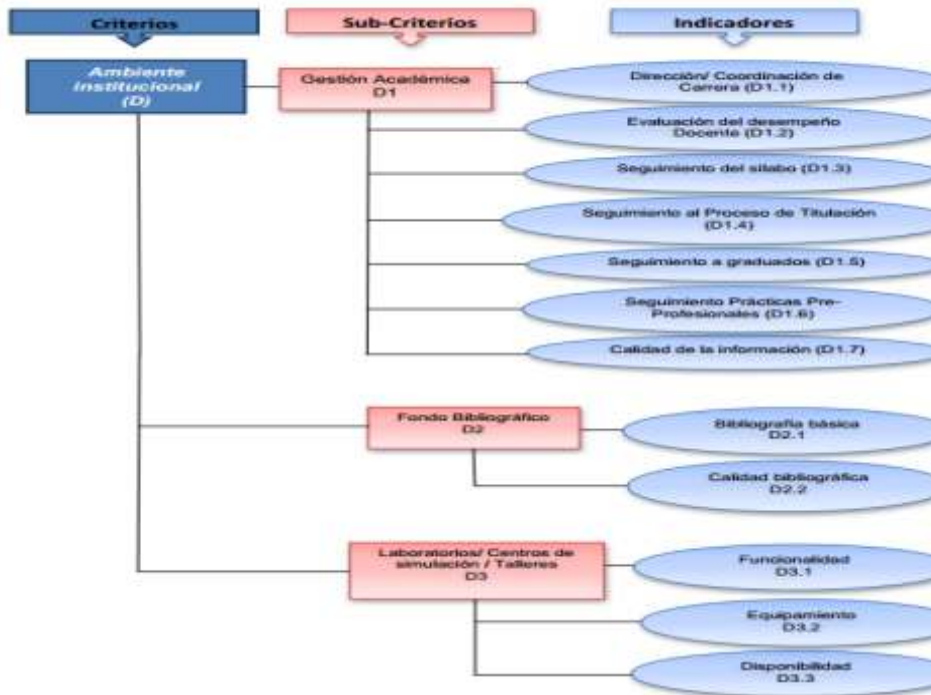 Criterios
Sub-Criterios
Indicadores
Ambiente
Institucional
(D)
Gestión Académica
D1
Dirección/ Coordinación de
Carrera (D1.1)
Evaluación del desempeño
Docente (D1.2)
Seguimiento del sílabo (D1.3)
Seguimiento al Proceso de Titulación
(D1.4)
Seguimiento a graduados (D1.5)
Seguimiento Prácticas Pre-
Profesionales (D1.6)
Calidad de la información (D1.7)
Fondo Bibliográfico
D2
Bibliografía básica
D2.1
Calidad bibliográfica
D2.2
Laboratorios/ Centros de
simulación / Talleres
D3
Funcionalidad
D3.1
Equipamiento
D3.2
Disponibilidad
D3.3